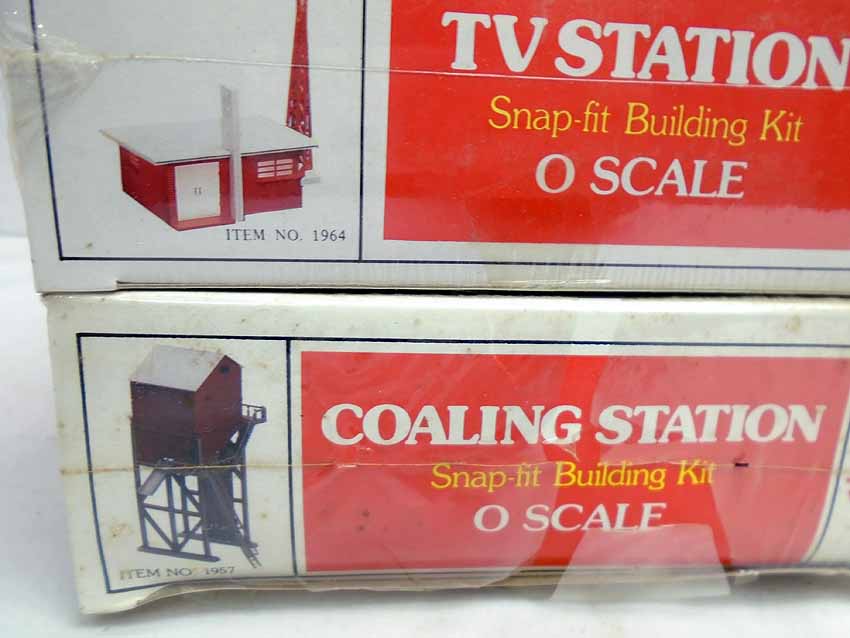 TV STATION
Snap-fit Building Kit
O SCALE
ITEM NO. 1964
COALING STATION
Snap-fit Building Kit
O SCALE
ITEM NO. 1957